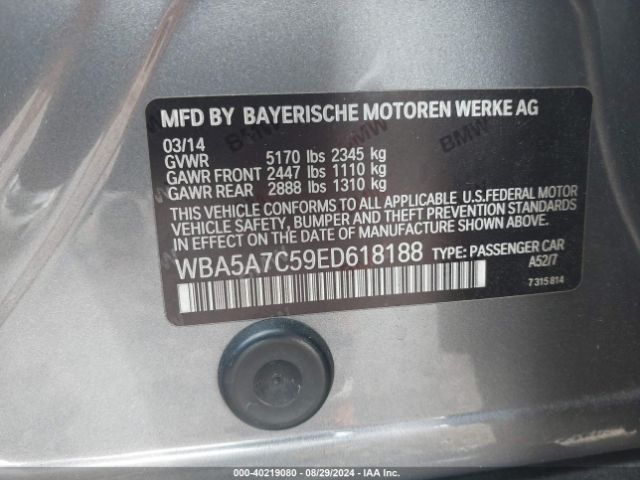 MFD BY BAYERISCHE MOTOREN WERKE AG
03/14
GVWR 5170 lbs 2345 kg
GAWR FRONT 2447 lbs 1110 kg
GAWR REAR 2888 lbs 1310 kg
THIS VEHICLE CONFORMS TO ALL APPLICABLE U.S.FEDERAL MOTOR
VEHICLE SAFETY, BUMPER AND THEFT PREVENTION STANDARDS
IN EFFECT ON THE DATE OF MANUFACTURE SHOWN ABOVE.
WBA5A7C59ED618188 TYPE: PASSENGER CAR
A52/7
7 315 814
000-40219080 - 08/29/2024 - IAA Inc.